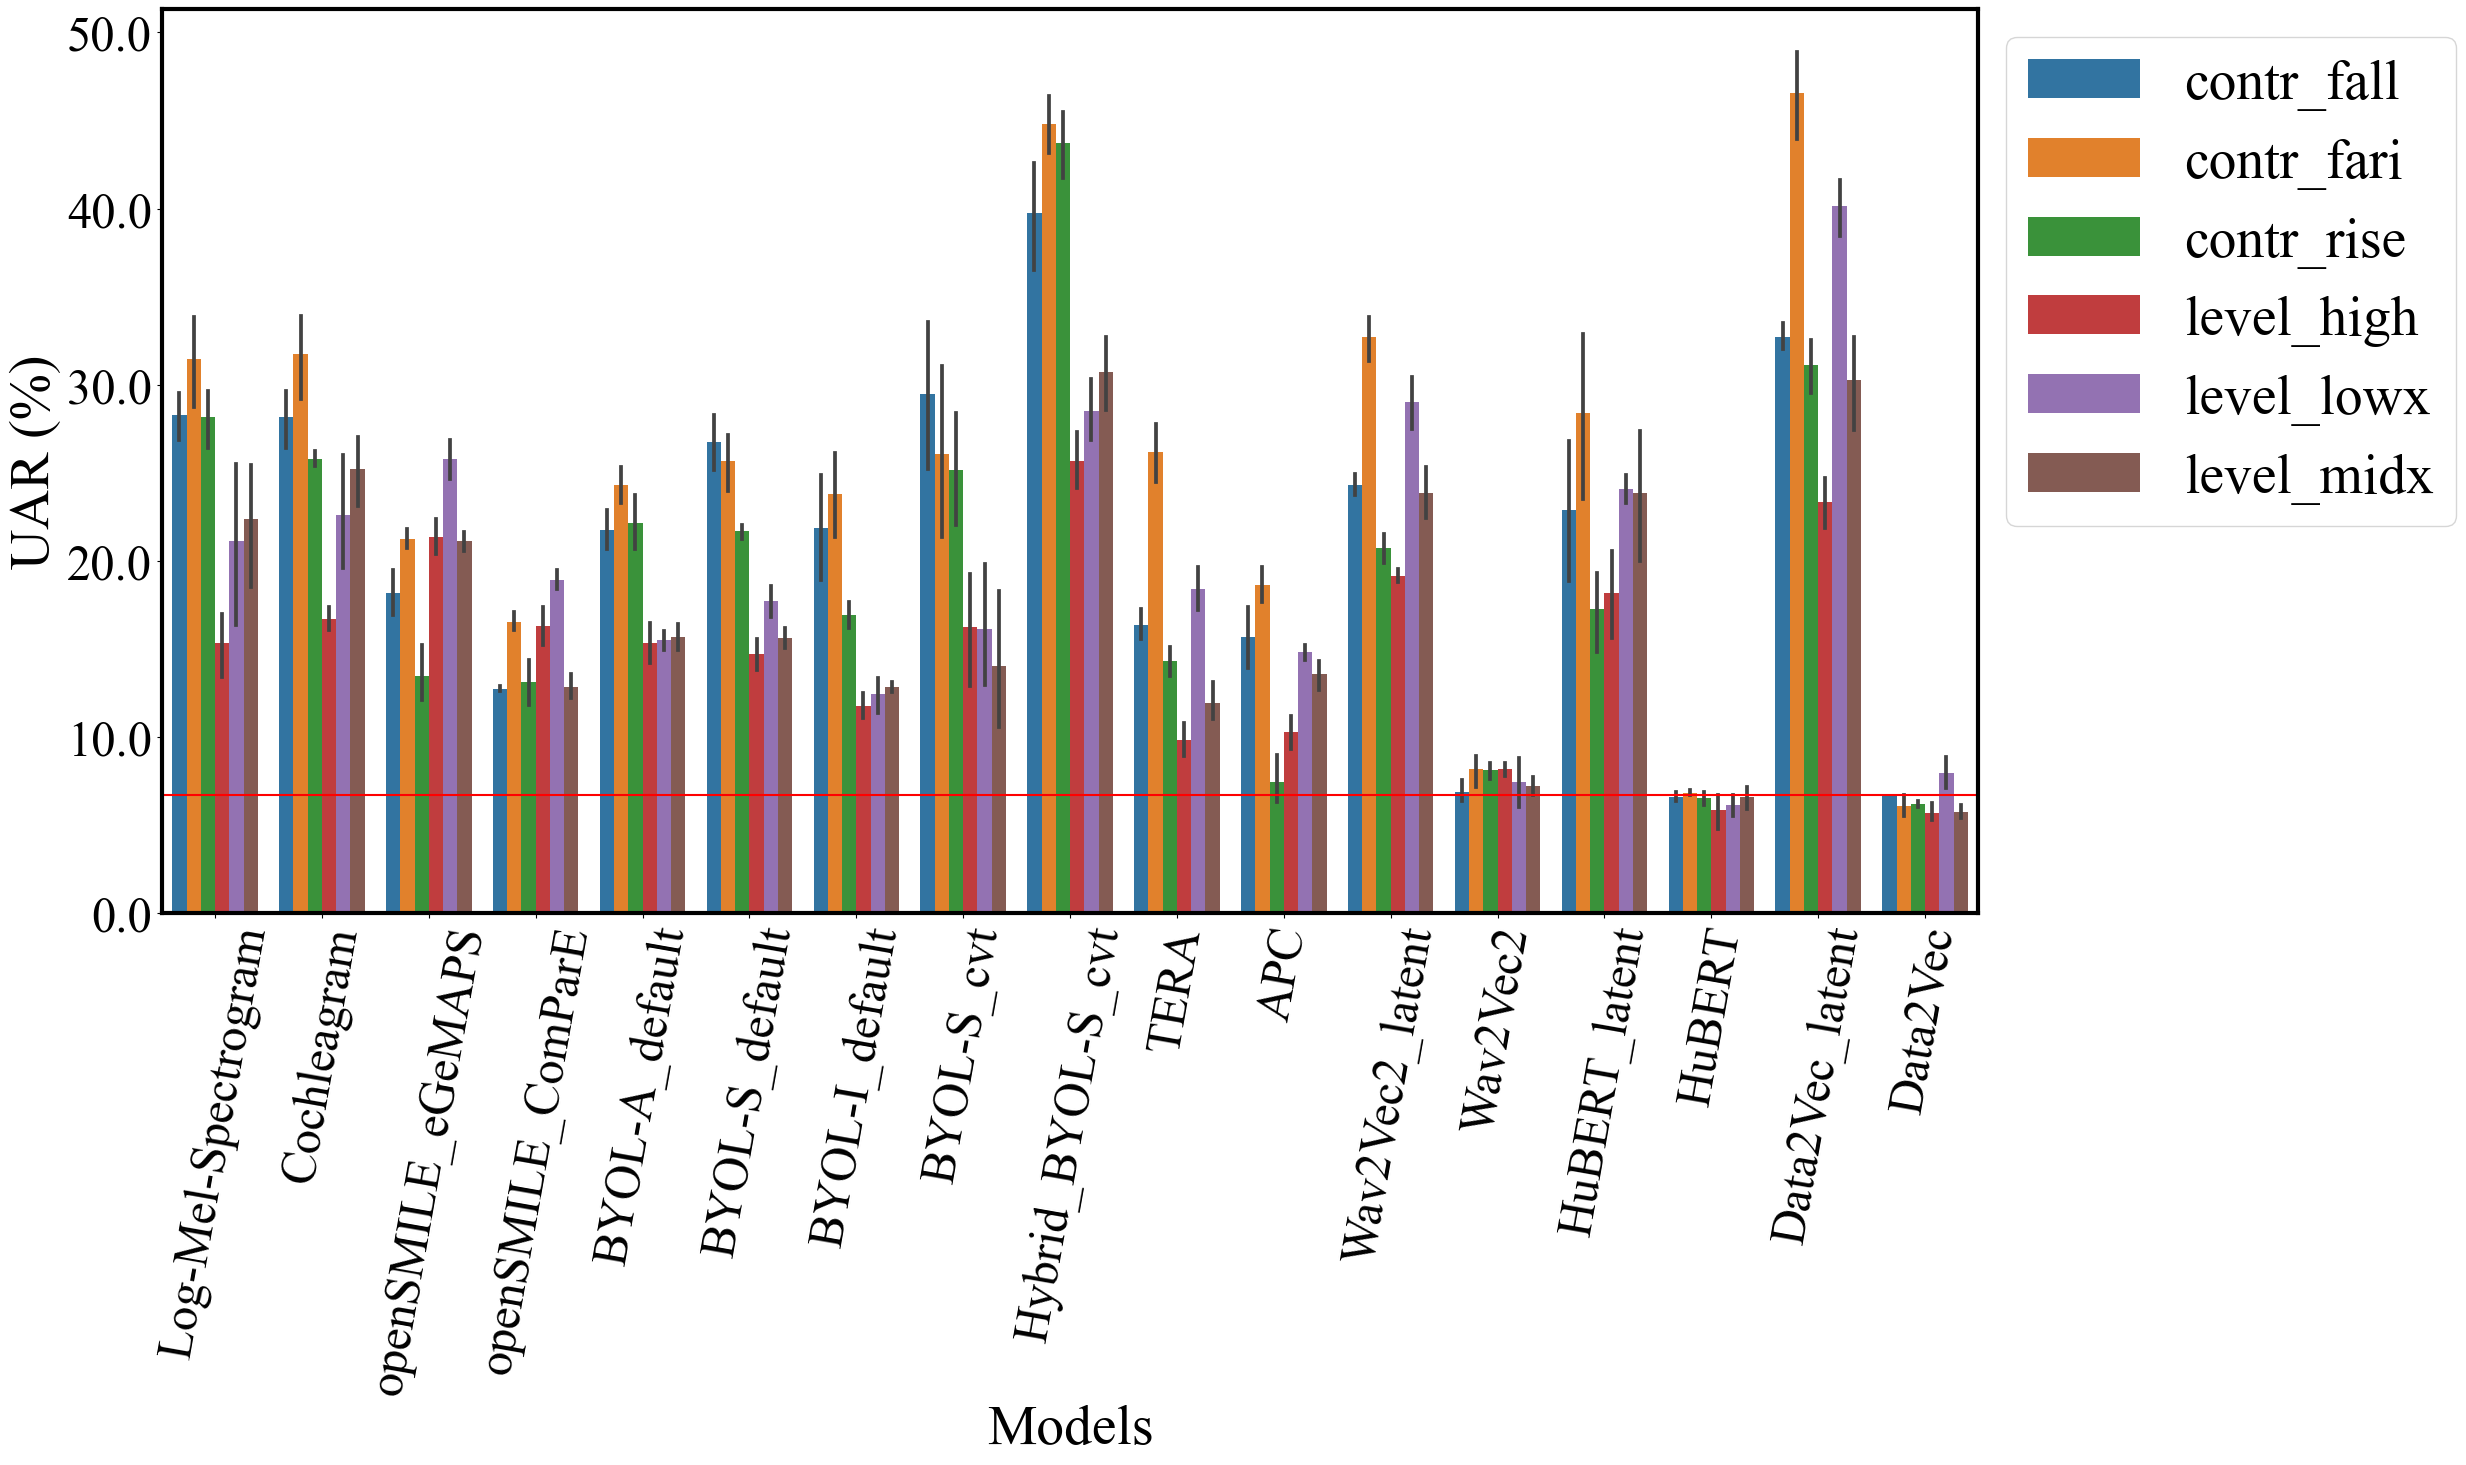 50.0
40.0
30.0
20.0
10.0
0.0
UAR (%)
contr_fall
contr_fari
contr_rise
level_high
level_lowx
level_midx
Log-Mel-Spectrogram
Cochleagram
openSMILE_eGeMAPS
openSMILE_ComParE
BYOL-A_default
BYOL-S_default
BYOL-I_default
BYOL-S_cvt
Hybrid_BYOL-S_cvt
TERA
APC
Wav2Vec2_latent
Wav2Vec2
HuBERT_latent
HuBERT
Data2Vec_latent
Data2Vec
Models